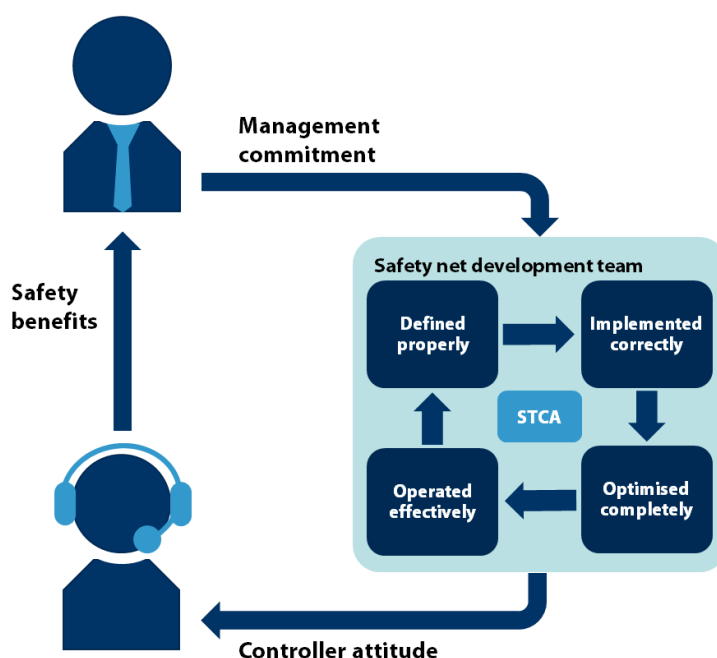 Management
commitment
Safety net development team
Defined
properly
Implemented
correctly
Safety
benefits
STCA
Operated
effectively
Optimised
completely
Controller attitude